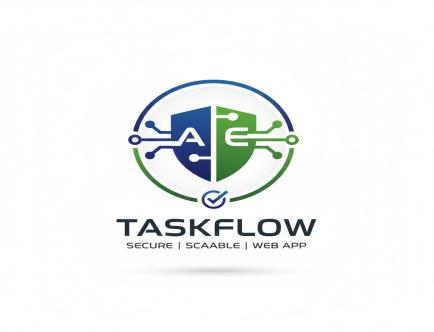 A E
TASKFLOW
SECURE | SCAABLE | WEB APP